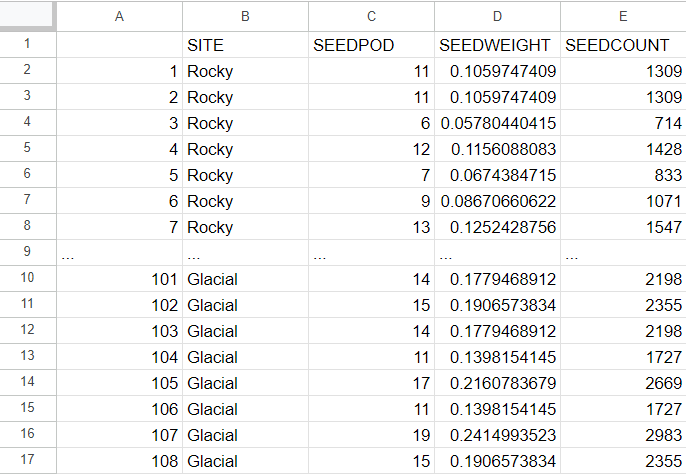 A B C D E
1 SITE SEEDPOD SEEDWEIGHT SEEDCOUNT
2 1 Rocky 11 0.1059747409 1309
3 2 Rocky 11 0.1059747409 1309
4 3 Rocky 6 0.05780440415 714
5 4 Rocky 12 0.1156088083 1428
6 5 Rocky 7 0.0674384715 833
7 6 Rocky 9 0.08670660622 1071
8 7 Rocky 13 0.1252428756 1547
9 ... ... ... ... ...
10 101 Glacial 14 0.1779468912 2198
11 102 Glacial 15 0.1906573834 2355
12 103 Glacial 14 0.1779468912 2198
13 104 Glacial 11 0.1398154145 1727
14 105 Glacial 17 0.2160783679 2669
15 106 Glacial 11 0.1398154145 1727
16 107 Glacial 19 0.2414993523 2983
17 108 Glacial 15 0.1906573834 2355